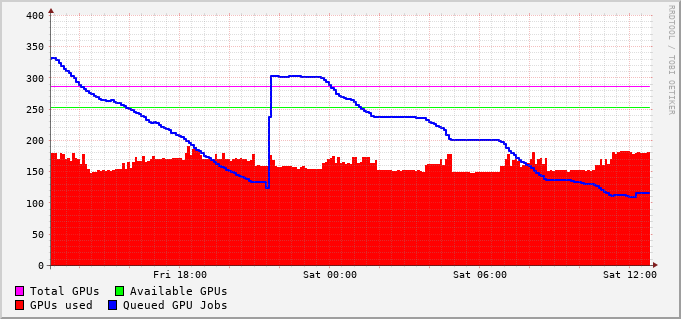 400
350
300
250
200
150
100
50
0
Fri 18:00 Sat 00:00 Sat 06:00 Sat 12:00
Total GPUs Available GPUs
GPUs used Queued GPU Jobs
RRDTOOL / TOBI OETIKER